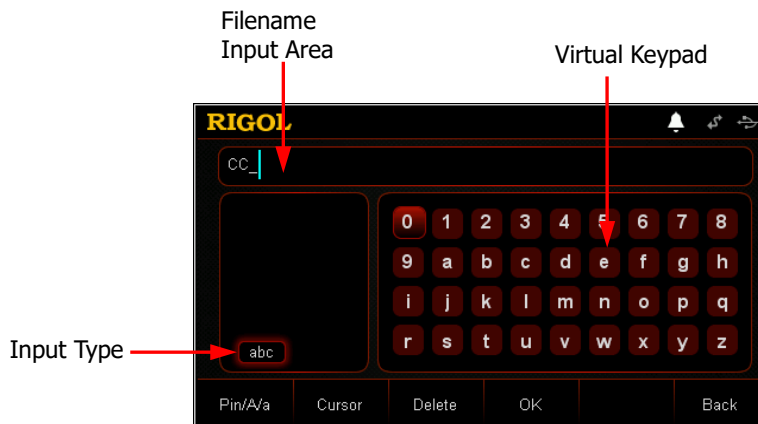 Filename
Input Area
Virtual Keypad
RIGOL
CC_
0 1 2 3 4 5 6 7 8
9 a b c d e f g h
i j k l m n o p q
r s t u v w x y z
Input Type
abc
Pin/A/a Cursor Delete OK Back